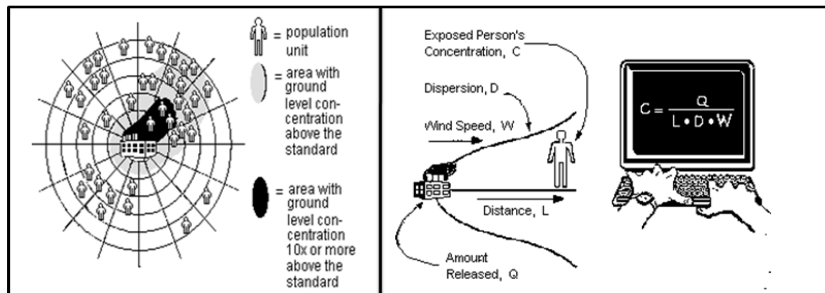 = population
unit
= area with
ground
level con-
centration
above the
standard
= area with
ground
level con-
centration
10x or more
above the
standard
Exposed Person's
Concentration, C
Dispersion, D
Wind Speed, W
Distance, L
Amount
Released, Q
C = Q
L • D • W